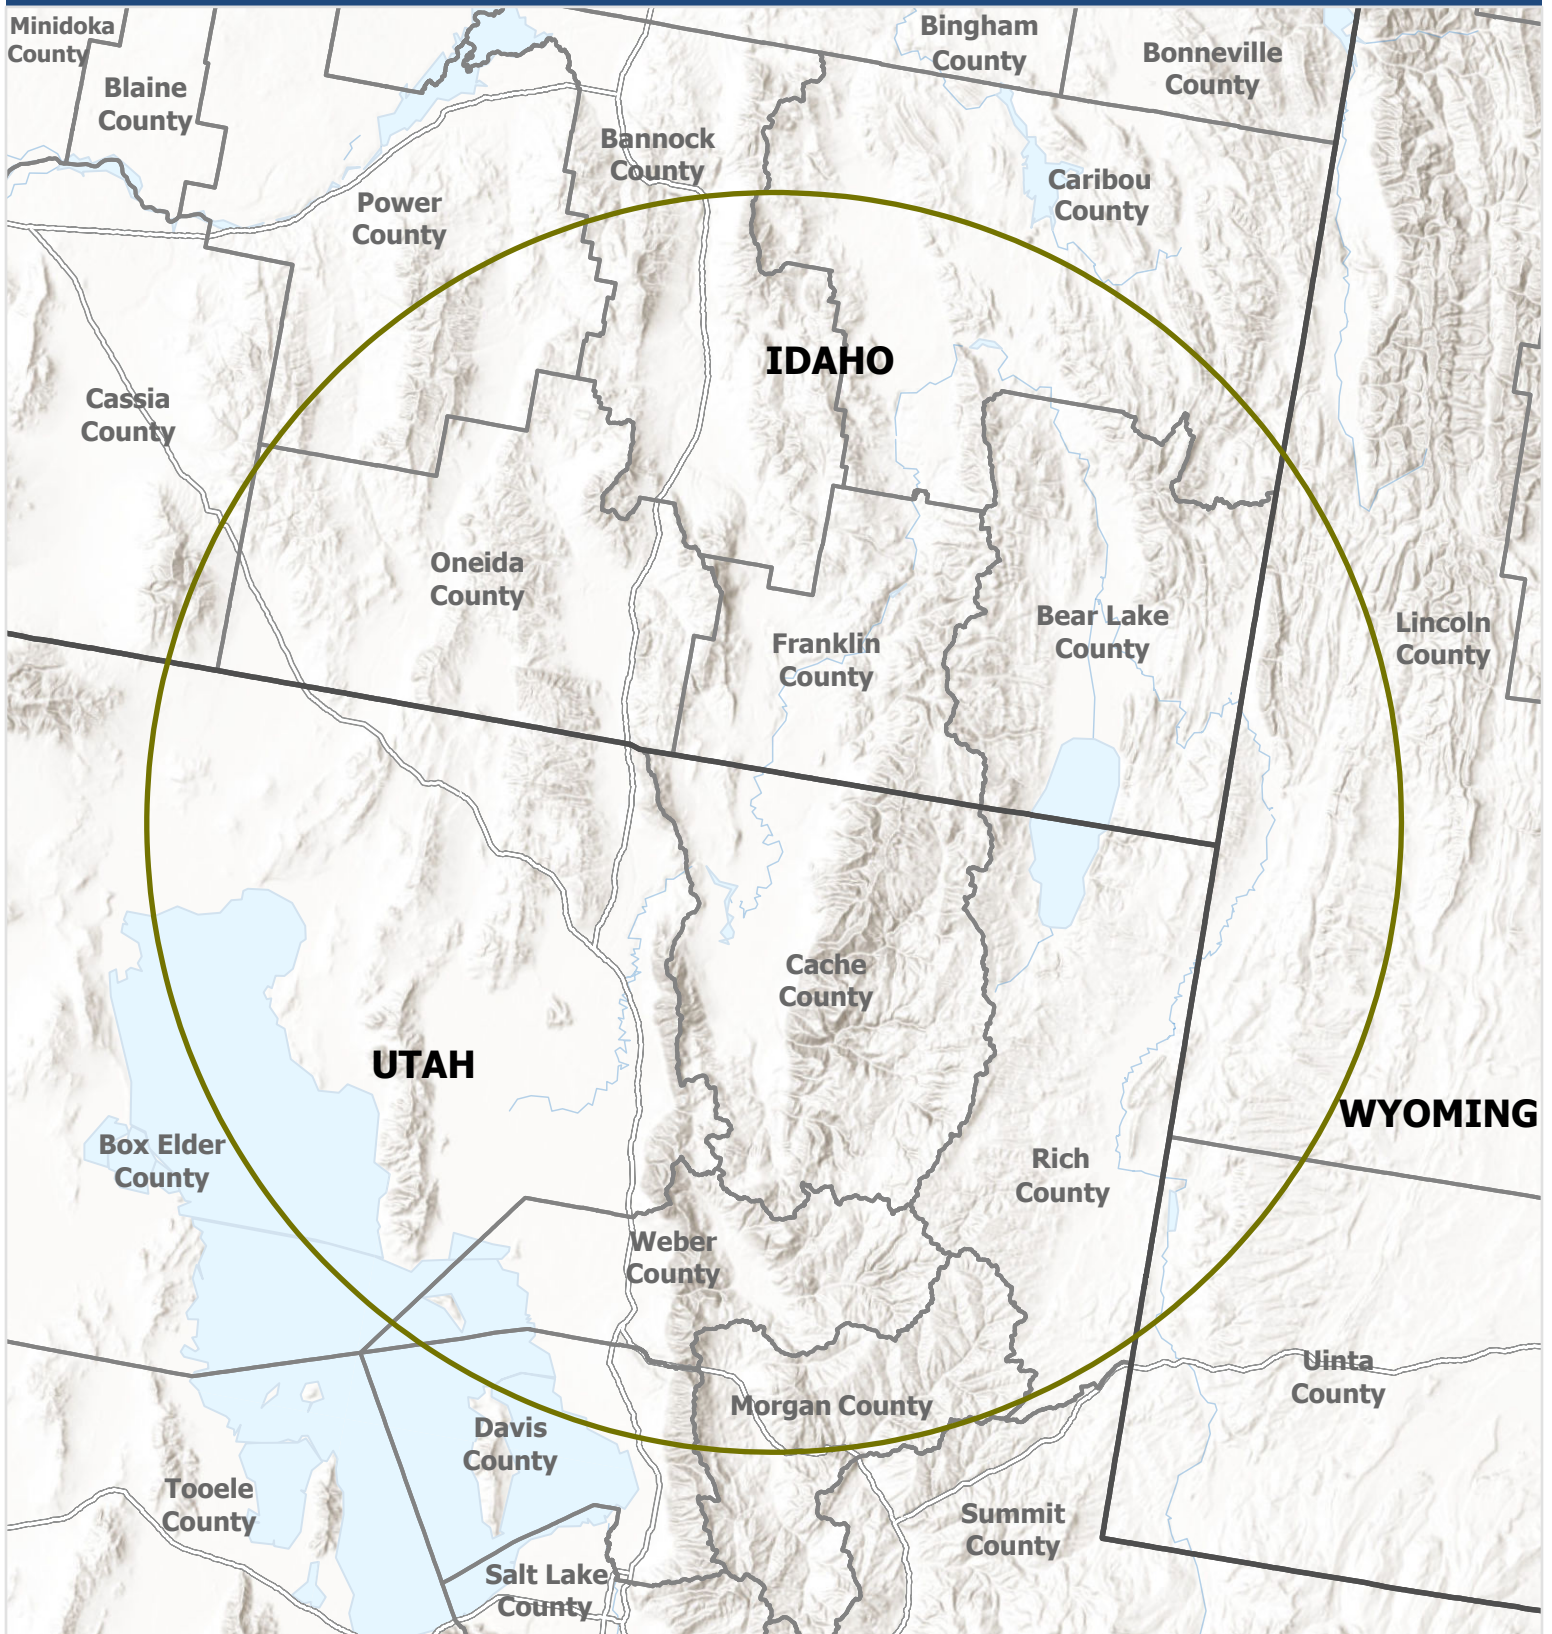 Minidoka
County
Bingham
County
Bonneville
County
Blaine
County
Bannock
County
Caribou
County
Power
County
IDAHO
Cassia
County
Oneida
County
Bear Lake
County
Lincoln
County
Franklin
County
Cache
County
UTAH
WYOMING
Box Elder
County
Rich
County
Weber
County
Uinta
County
Morgan County
Davis
County
Tooele
County
Summit
County
Salt Lake
County